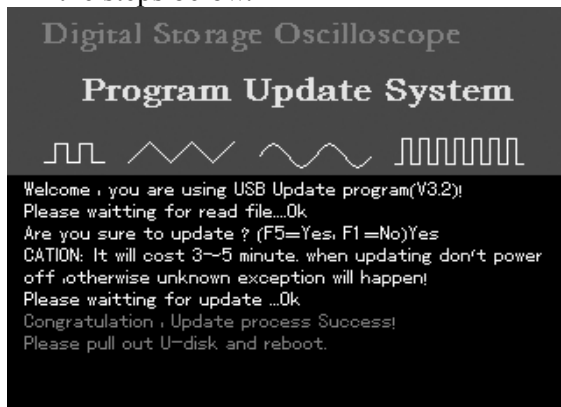 Digital Storage Oscilloscope
Program Update System
Welcome , you are using USB Update program(V3.2)!
Please waitting for read file....Ok
Are you sure to update ? (F5=Yes, F1=No)Yes
CATION: It will cost 3~5 minute. when updating don't power
off ,otherwise unknown exception will happen!
Please waitting for update ...Ok
Congratulation , Update process Success!
Please pull out U-disk and reboot.